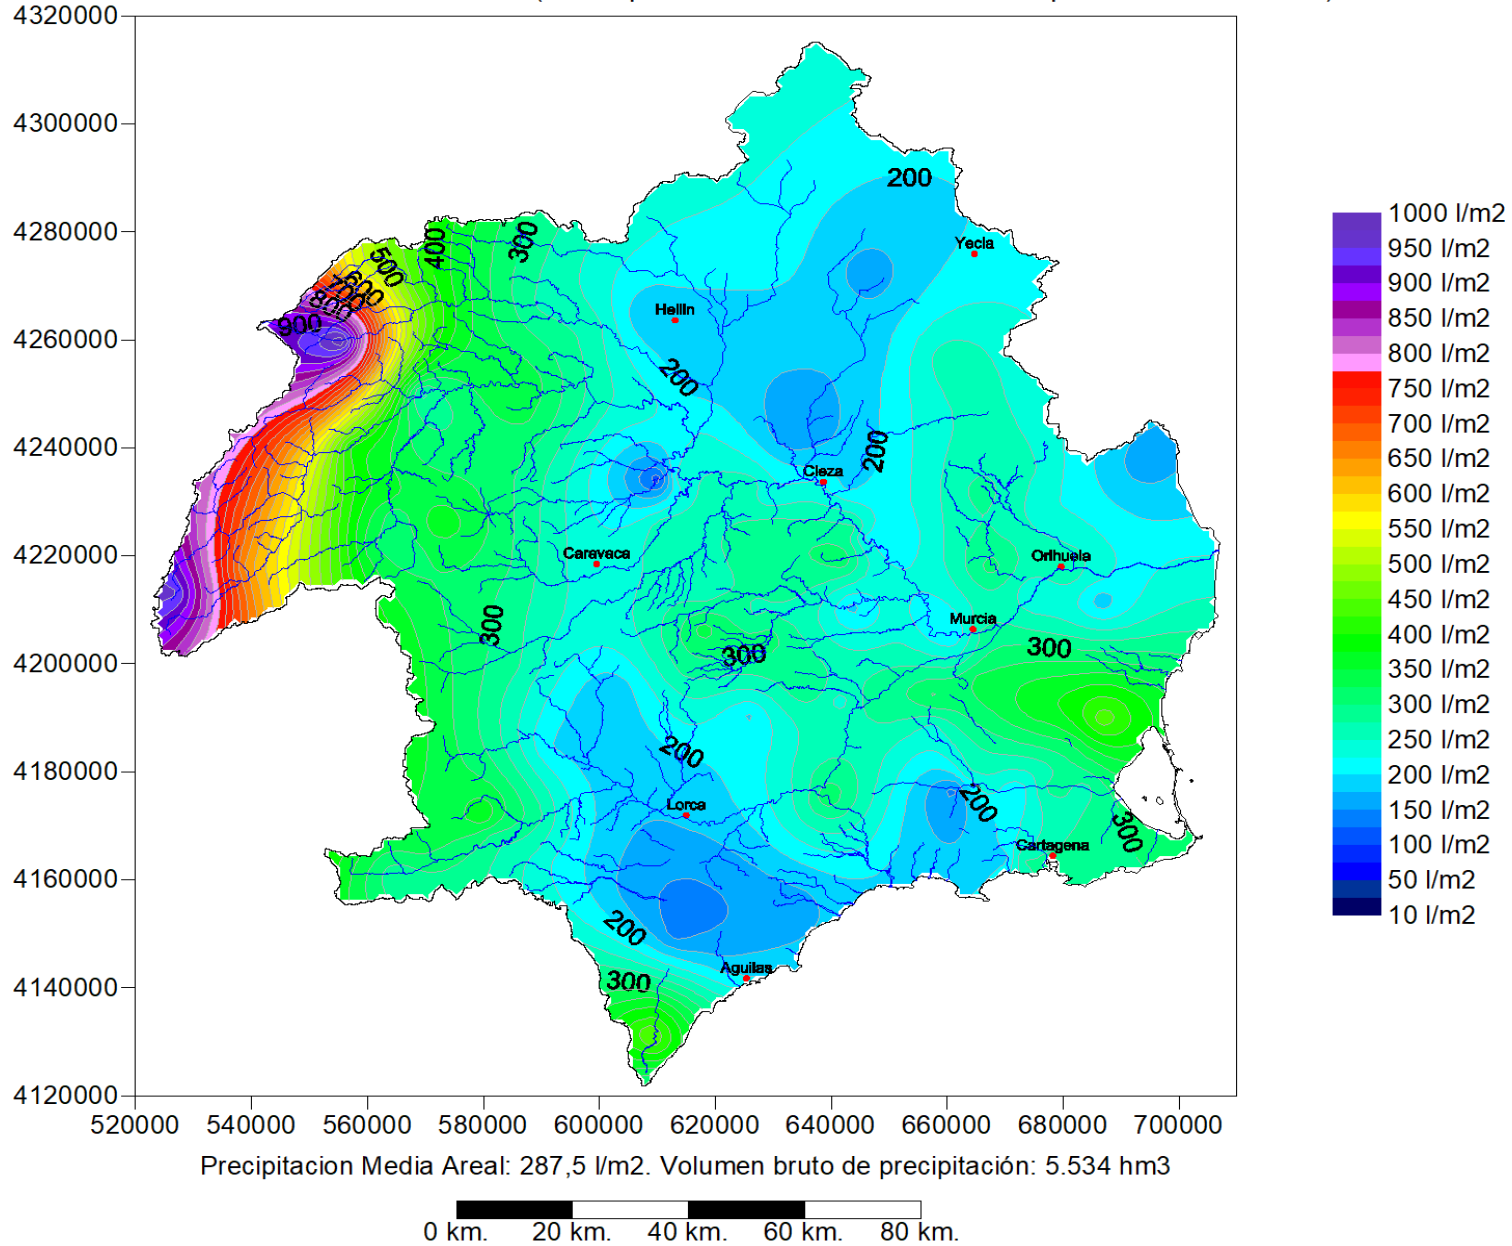 4320000
4300000
4280000
4260000
4240000
4220000
4200000
4180000
4160000
4140000
4120000
520000 540000 560000 580000 600000 620000 640000 660000 680000 700000
200
Yecla
300
400
500
600
700
800
900
Hellin
200
200
Cieza
Caravaca
Orihuela
Murcia
300
300
300
200
Lorca
200
300
Cartagena
200
Aguilas
300
1000 l/m2
950 l/m2
900 l/m2
850 l/m2
800 l/m2
750 l/m2
700 l/m2
650 l/m2
600 l/m2
550 l/m2
500 l/m2
450 l/m2
400 l/m2
350 l/m2
300 l/m2
250 l/m2
200 l/m2
150 l/m2
100 l/m2
50 l/m2
10 l/m2
Precipitacion Media Areal: 287,5 l/m2. Volumen bruto de precipitación: 5.534 hm3
0 km. 20 km. 40 km. 60 km. 80 km.